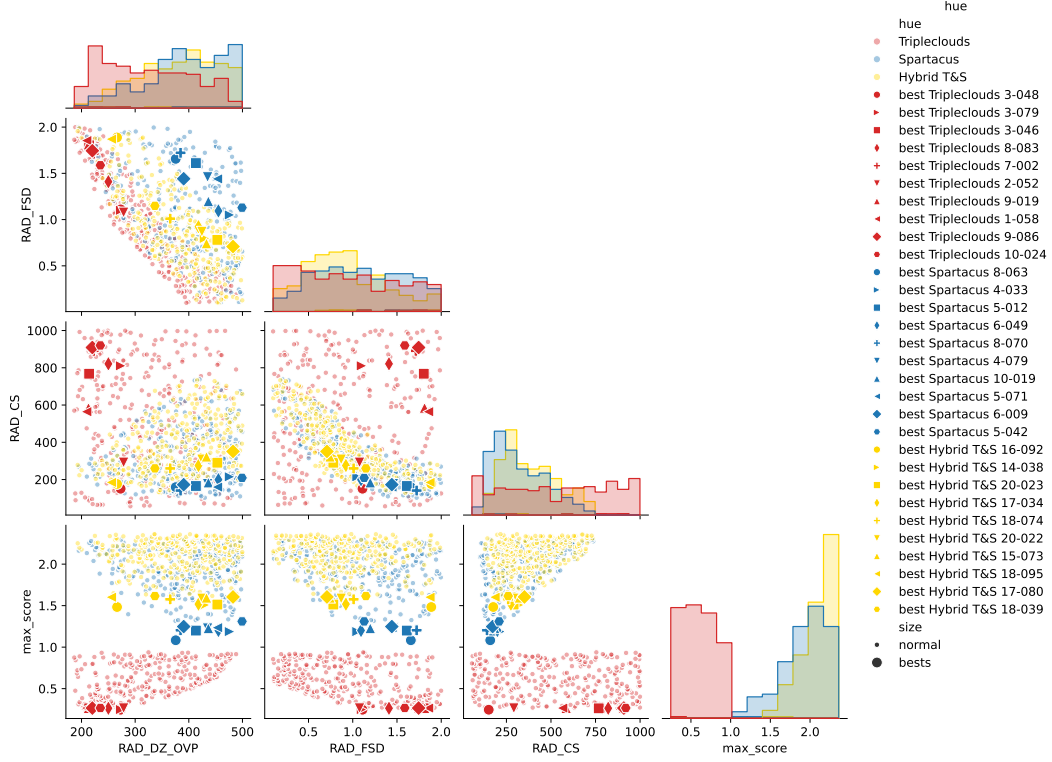 hue
hue
Tripleclouds
Spartacus
Hybrid T&S
best Tripleclouds 3-048
best Tripleclouds 3-079
best Tripleclouds 3-046
best Tripleclouds 8-083
best Tripleclouds 7-002
best Tripleclouds 2-052
best Tripleclouds 9-019
best Tripleclouds 1-058
best Tripleclouds 9-086
best Tripleclouds 10-024
best Spartacus 8-063
best Spartacus 4-033
best Spartacus 5-012
best Spartacus 6-049
best Spartacus 8-070
best Spartacus 4-079
best Spartacus 10-019
best Spartacus 5-071
best Spartacus 6-009
best Spartacus 5-042
best Hybrid T&S 16-092
best Hybrid T&S 14-038
best Hybrid T&S 20-023
best Hybrid T&S 17-034
best Hybrid T&S 18-074
best Hybrid T&S 20-022
best Hybrid T&S 15-073
best Hybrid T&S 18-095
best Hybrid T&S 17-080
best Hybrid T&S 18-039
size
normal
bests
RAD_FSD
2.0
1.5
1.0
0.5
RAD_CS
1000
800
600
400
200
max_score
2.0
1.5
1.0
0.5
200 300 400 500
RAD_DZ_OVP
0.5 1.0 1.5 2.0
RAD_FSD
250 500 750 1000
RAD_CS
0.5 1.0 1.5 2.0
max_score